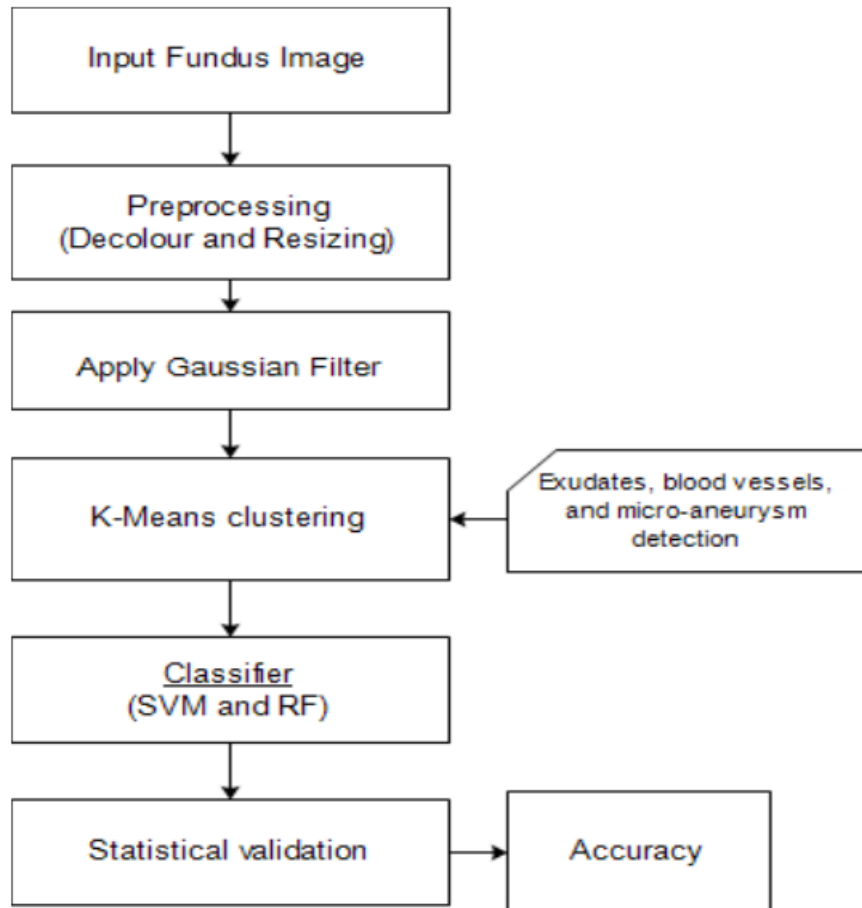 Input Fundus Image
Preprocessing
(Decolour and Resizing)
Apply Gaussian Filter
K-Means clustering
Exudates, blood vessels,
and micro-aneurysm
detection
Classifier
(SVM and RF)
Statistical validation
Accuracy